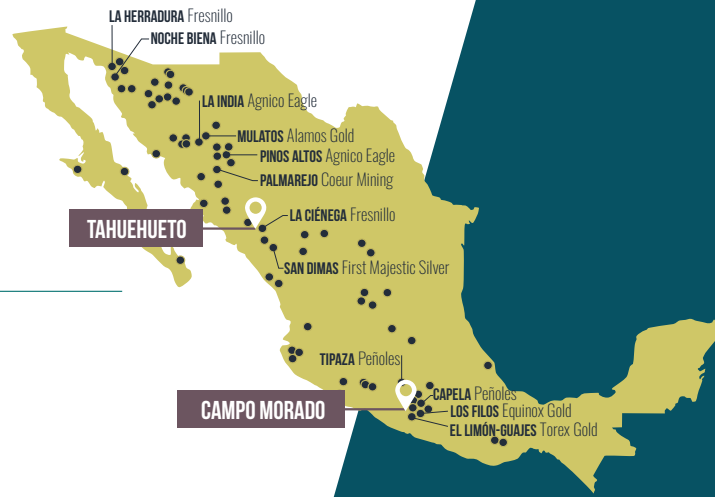 LA HERRADURA Fresnillo
NOCHE BIENA Fresnillo
LA INDIA Agnico Eagle
MULATOS Alamos Gold
PINOS ALTOS Agnico Eagle
PALMAREJO Coeur Mining
LA CIÉNEGA Fresnillo
TAHUEHUETO
SAN DIMAS First Majestic Silver
TIPAZA Peñoles
CAPELA Peñoles
CAMPO MORADO
LOS FILOS Equinox Gold
EL LIMÓN-GUAJES Torex Gold